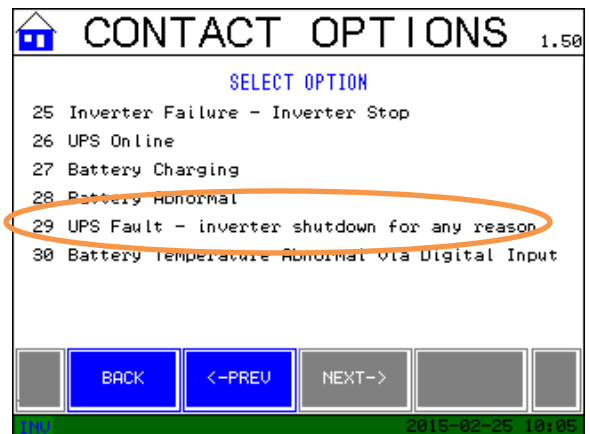 CONTACT OPTIONS 1.50
SELECT OPTION
25 Inverter Failure - Inverter Stop
26 UPS Online
27 Battery Charging
28 Battery Abnormal
29 UPS Fault - inverter shutdown for any reason
30 Battery Temperature Abnormal via Digital Input
BACK <-PREV NEXT->
INV 2015-02-25 10:05